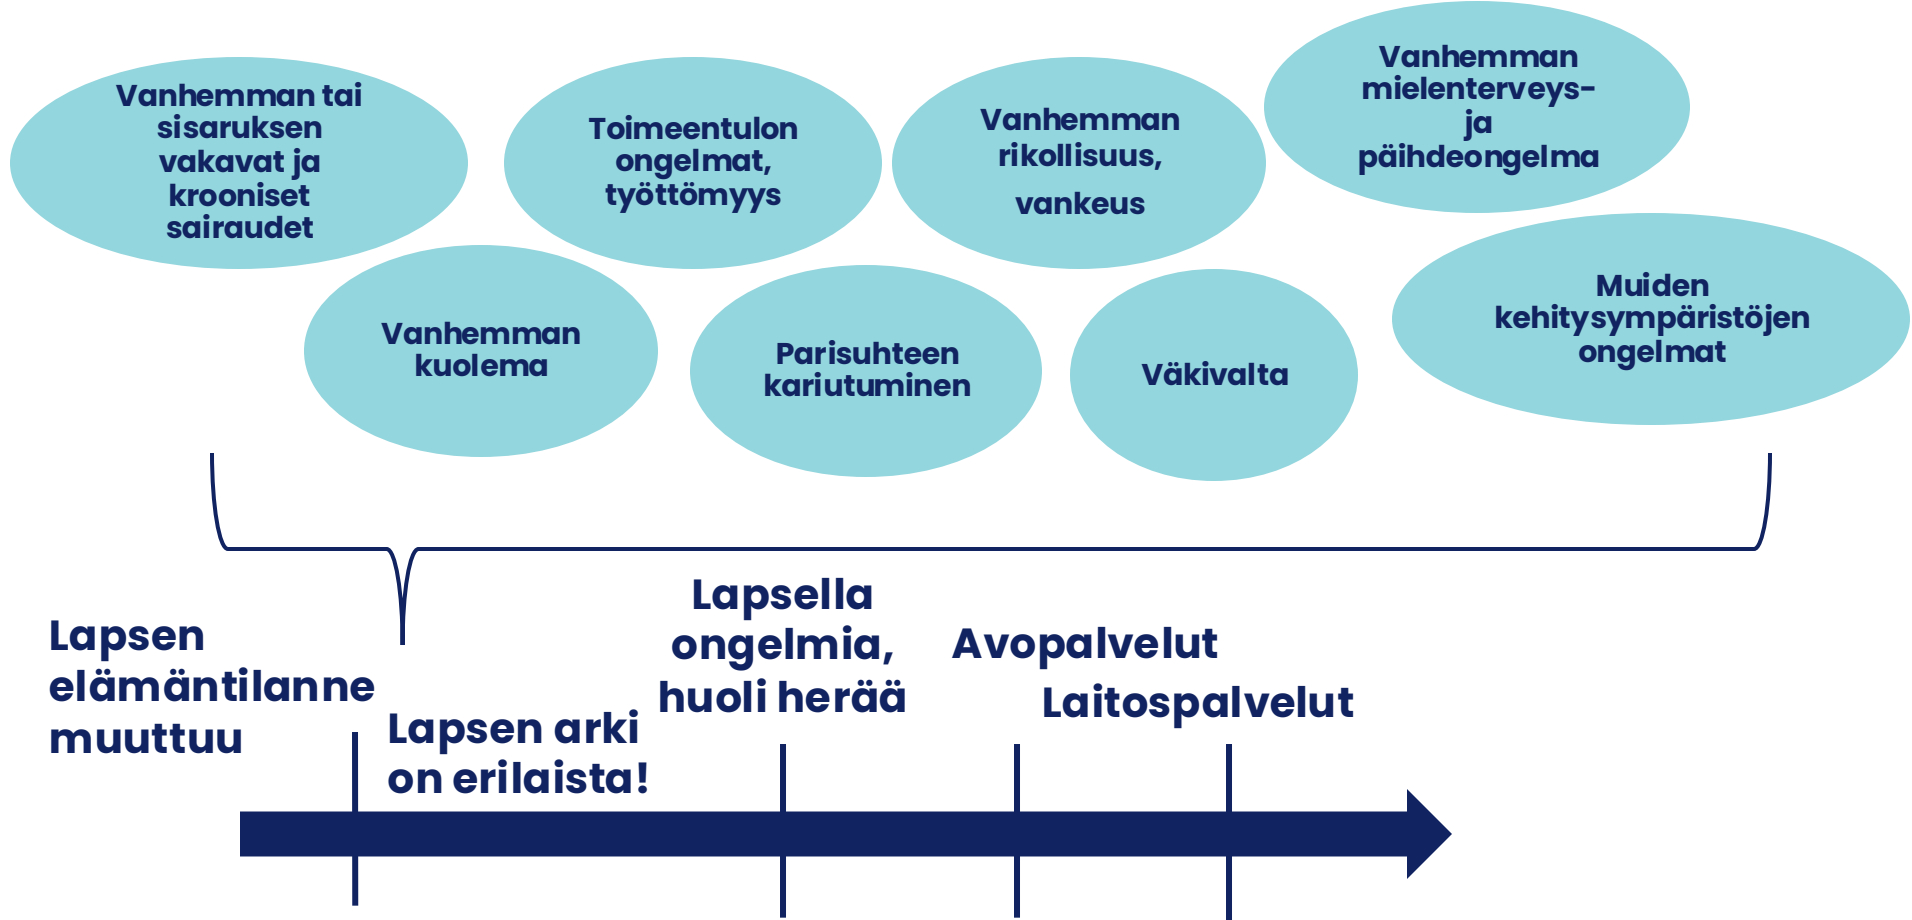 Vanhemman tai
sisaruksen
vakavat ja
krooniset
sairaudet
Toimeentulon
ongelmat,
työttömyys
Vanhemman
rikollisuus,
vankeus
Vanhemman
mielenterveys-
ja
päihdeongelma
Vanhemman
kuolema
Parisuhteen
kariutuminen
Väkivalta
Muiden
kehitysympäristöjen
ongelmat
Lapsen
elämäntilanne
muuttuu
Lapsen arki
on erilaista!
Lapsella
ongelmia,
huoli herää
Avopalvelut
Laitospalvelut